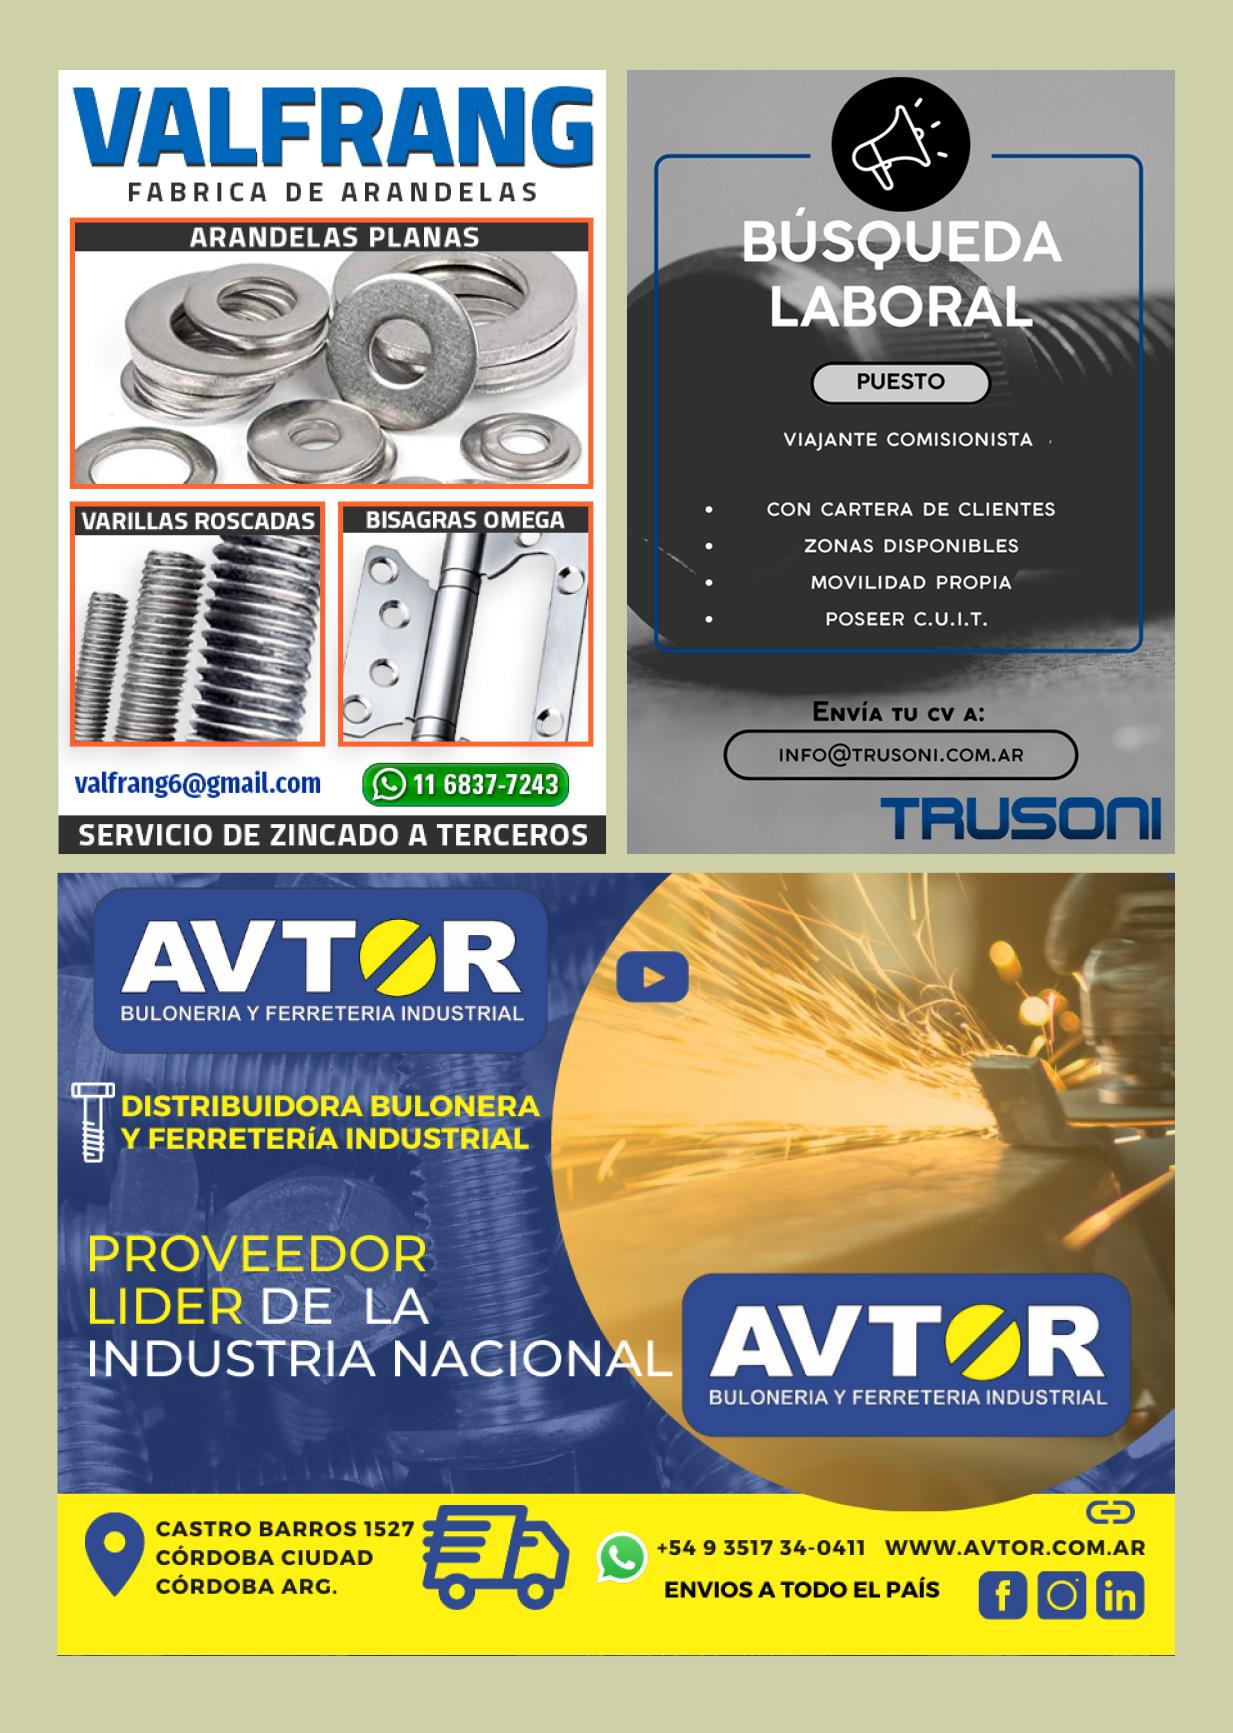 VALFRANG
FABRICA DE ARANDELAS
ARANDELAS PLANAS
VARILLAS ROSCADAS
BISAGRAS OMEGA
valfrang6@gmail.com
11 6837-7243
SERVICIO DE ZINCADO A TERCEROS
BÚSQUEDA
LABORAL
PUESTO
VIAJANTE COMISIONISTA
• CON CARTERA DE CLIENTES
• ZONAS DISPONIBLES
• MOVILIDAD PROPIA
• POSEER C.U.I.T.
ENVÍA TU CV A:
INFO@TRUSONI.COM.AR
TRUSONI
AVTOR
BULONERIA Y FERRETERIA INDUSTRIAL
DISTRIBUIDORA BULONERA
Y FERRETERíA INDUSTRIAL
PROVEEDOR
LIDER DE LA
INDUSTRIA NACIONAL
AVTOR
BULONERIA Y FERRETERIA INDUSTRIAL
CASTRO BARROS 1527
CÓRDOBA CIUDAD
CÓRDOBA ARG.
+54 9 3517 34-0411 WWW.AVTOR.COM.AR
ENVIOS A TODO EL PAÍS
f
in